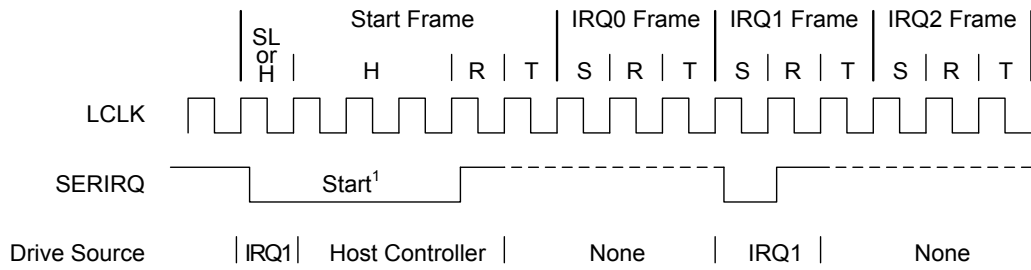 Start Frame IRQ0 Frame IRQ1 Frame IRQ2 Frame
SL
or
H H R T S R T S R T S R T
LCLK
SERIRQ Start¹
Drive Source IRQ1 Host Controller None IRQ1 None